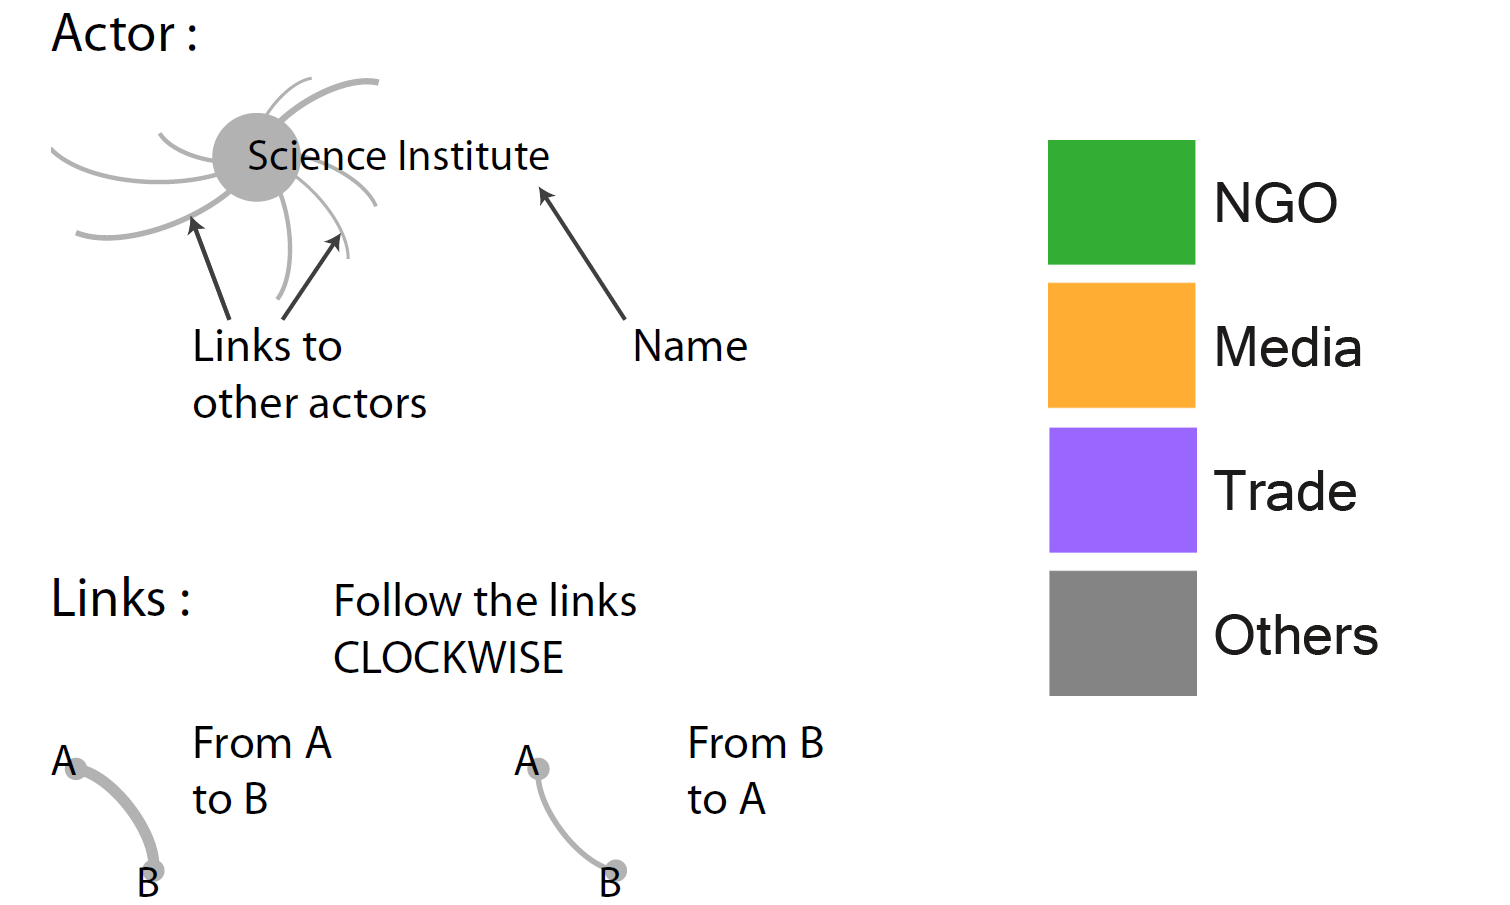 Actor :
Science Institute
Links to
other actors
Name
Links :
Follow the links
CLOCKWISE
A
From A
to B
B
A
From B
to A
B
NGO
Media
Trade
Others